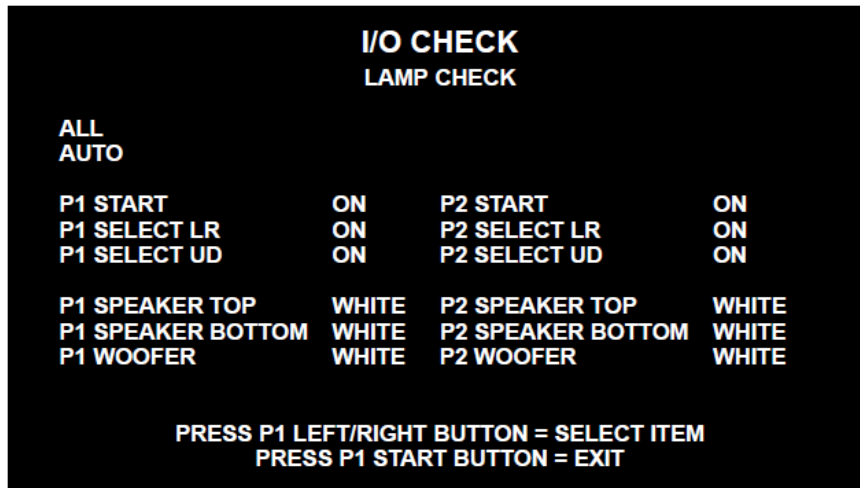 I/O CHECK
LAMP CHECK
ALL
AUTO
P1 START ON P2 START ON
P1 SELECT LR ON P2 SELECT LR ON
P1 SELECT UD ON P2 SELECT UD ON
P1 SPEAKER TOP WHITE P2 SPEAKER TOP WHITE
P1 SPEAKER BOTTOM WHITE P2 SPEAKER BOTTOM WHITE
P1 WOOFER WHITE P2 WOOFER WHITE
PRESS P1 LEFT/RIGHT BUTTON = SELECT ITEM
PRESS P1 START BUTTON = EXIT